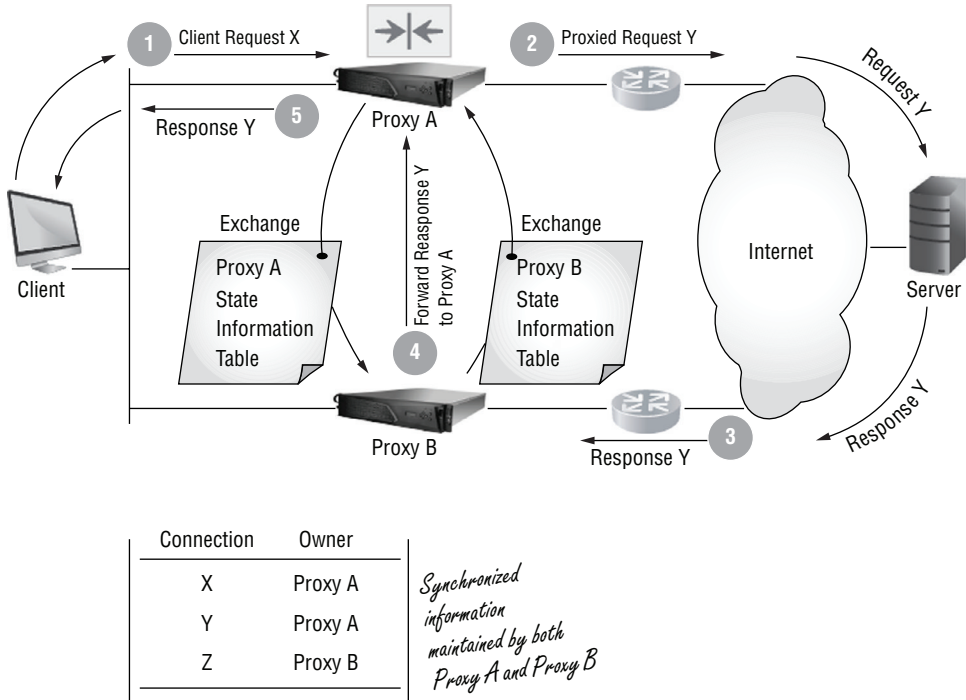 1 Client Request X
2 Proxied Request Y
Request Y
Response Y 5
Proxy A
Exchange
Proxy A
State
Information
Table
Forward Reasponse Y
to Proxy A
4
Exchange
Proxy B
State
Information
Table
Internet
Client
Server
Proxy B
Response Y
3
Response Y
Connection Owner
X Proxy A
Y Proxy A
Z Proxy B
Synchronized
information
maintained by both
Proxy A and Proxy B